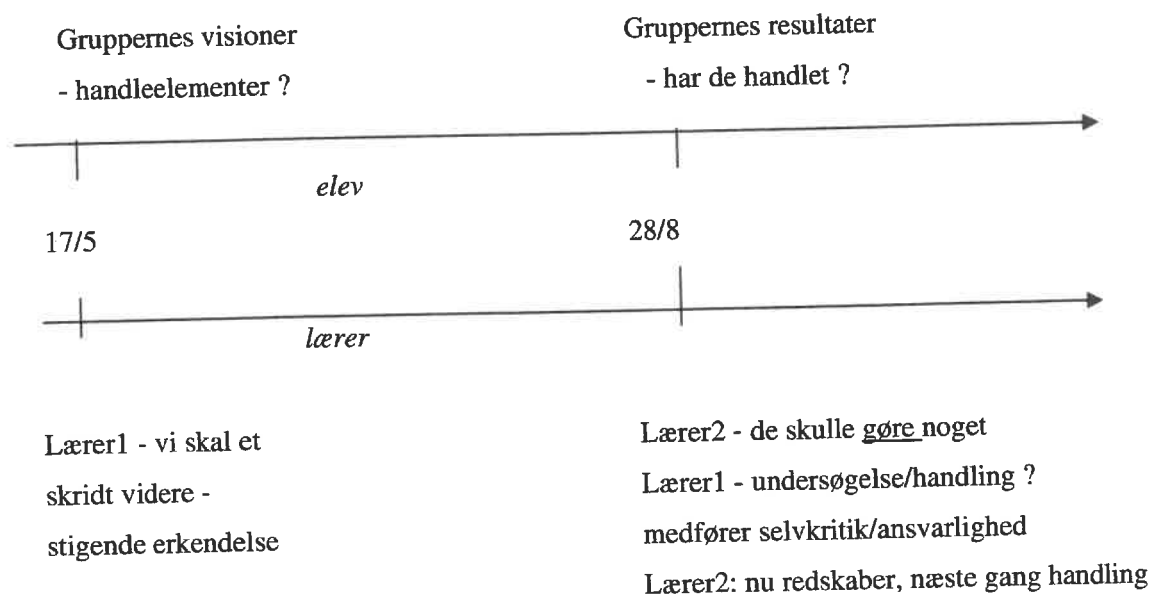 Gruppernes visioner
- handleelementer ?
Gruppernes resultater
- har de handlet ?
elev
17/5
28/8
lærer
Lærer1 - vi skal et
skridt videre -
stigende erkendelse
Lærer2 - de skulle gøre noget
Lærer1 - undersøgelse/handling ?
medfører selvkritik/ansvarlighed
Lærer2: nu redskaber, næste gang handling